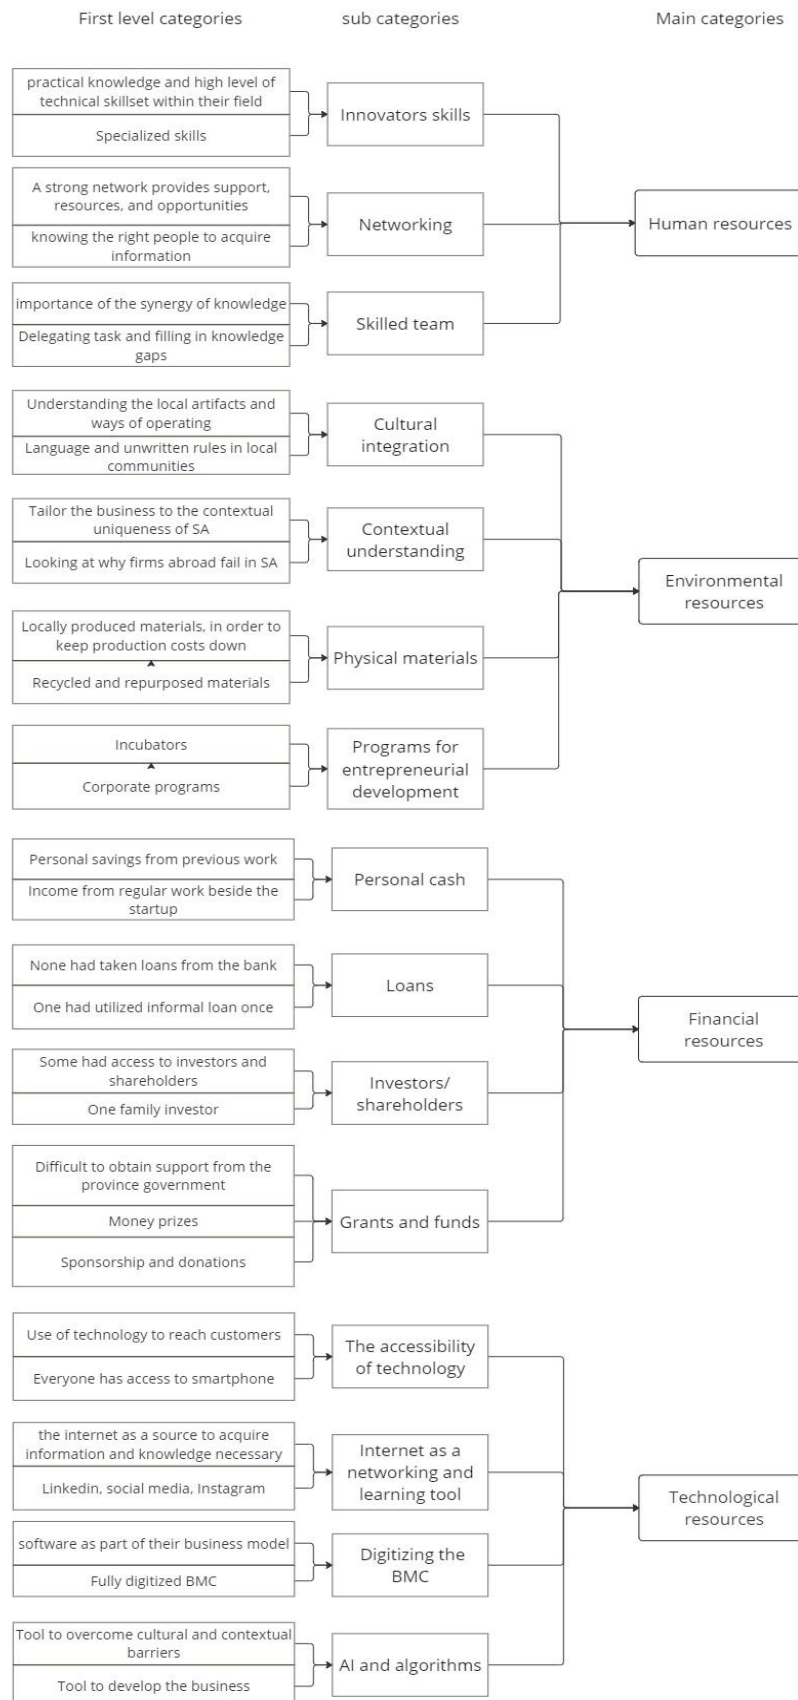 First level categories
sub categories
Main categories
practical knowledge and high level of
technical skillset within their field
Specialized skills
Innovators skills
A strong network provides support,
resources, and opportunities
knowing the right people to acquire
information
Networking
importance of the synergy of knowledge
Delegating task and filling in knowledge
gaps
Skilled team
Human resources
Understanding the local artifacts and
ways of operating
Language and unwritten rules in local
communities
Cultural
integration
Tailor the business to the contextual
uniqueness of SA
Looking at why firms abroad fail in SA
Contextual
understanding
Locally produced materials, in order to
keep production costs down
Recycled and repurposed materials
Physical materials
Incubators
Corporate programs
Programs for
entrepreneurial
development
Environmental
resources
Personal savings from previous work
Income from regular work beside the
startup
Personal cash
None had taken loans from the bank
One had utilized informal loan once
Loans
Some had access to investors and
shareholders
One family investor
Investors/
shareholders
Difficult to obtain support from the
province government
Money prizes
Sponsorship and donations
Grants and funds
Financial
resources
Use of technology to reach customers
Everyone has access to smartphone
The accessibility
of technology
the internet as a source to acquire
information and knowledge necessary
Linkedin, social media, Instagram
Internet as a
networking and
learning tool
software as part of their business model
Fully digitized BMC
Digitizing the
BMC
Tool to overcome cultural and contextual
barriers
Tool to develop the business
AI and algorithms
Technological
resources